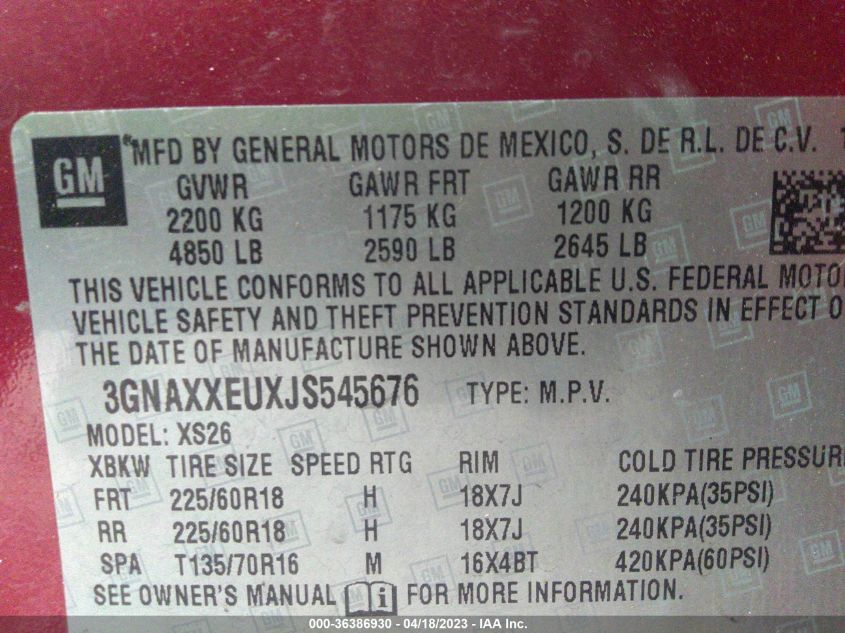 GM
"MFD BY GENERAL MOTORS DE MEXICO, S. DE R.L. DE C.V. 1
GVWR GAWR FRT GAWR RR
2200 KG 1175 KG 1200 KG
4850 LB 2590 LB 2645 LB
THIS VEHICLE CONFORMS TO ALL APPLICABLE U.S. FEDERAL MOTO
VEHICLE SAFETY AND THEFT PREVENTION STANDARDS IN EFFECT O
THE DATE OF MANUFACTURE SHOWN ABOVE.
3GNAXXEUXJS545676 TYPE: M.P.V.
MODEL: XS26
XBKW TIRE SIZE SPEED RTG RIM COLD TIRE PRESSURE
FRT 225/60R18 H 18X7J 240KPA(35PSI)
RR 225/60R18 H 18X7J 240KPA(35PSI)
SPA T135/70R16 M 16X4BT 420KPA(60PSI)
SEE OWNER'S MANUAL FOR MORE INFORMATION.
000-36386930 - 04/18/2023 - IAA Inc.